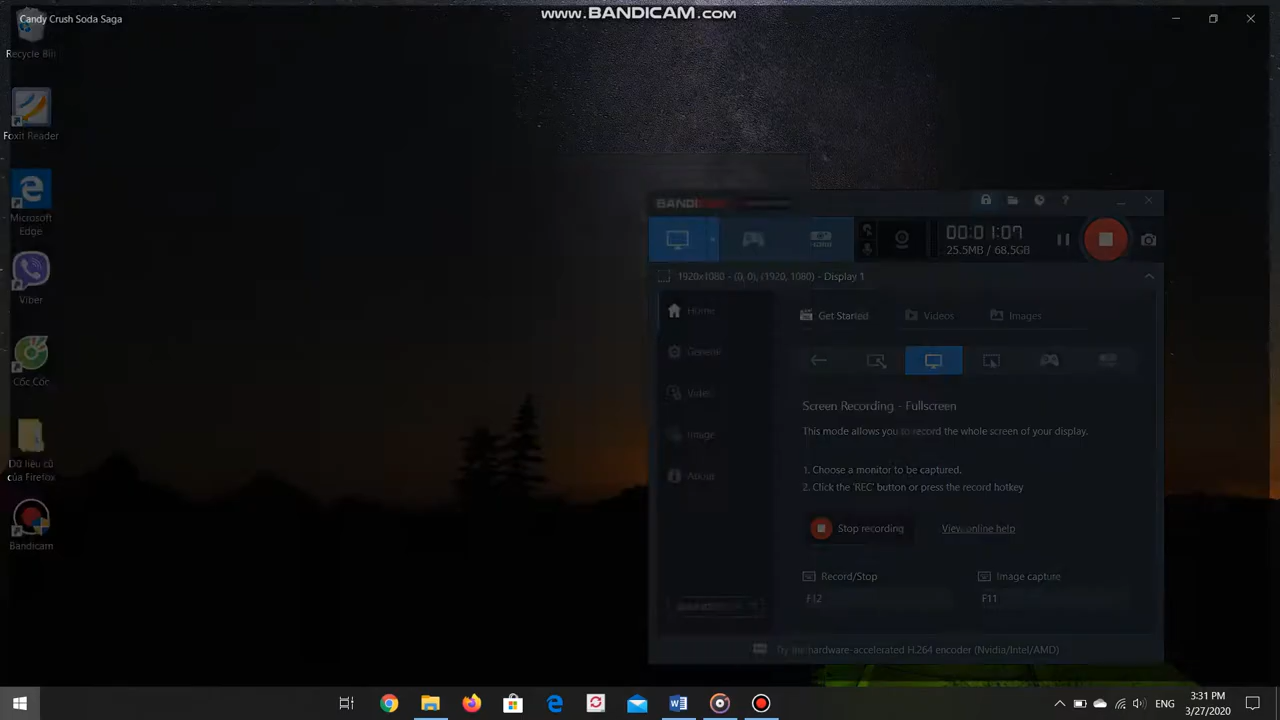 Candy Crush Soda Saga
www.BANDICAM.com
Recycle Bin
Foxit Reader
Microsoft
Edge
Viber
Cốc Cốc
Dữ liệu cũ
của Firefox
Bandicam
BANDICAM
HDMI
00:01:07
25.5MB / 68.5GB
1920x1080 - (0, 0), (1920, 1080) - Display 1
Home
General
Video
Image
About
Get Started
Videos
Images
Screen Recording - Fullscreen
This mode allows you to record the whole screen of your display.
1. Choose a monitor to be captured.
2. Click the 'REC' button or press the record hotkey
Stop recording
View online help
Record/Stop
Image capture
F12
F11
Try the hardware-accelerated H.264 encoder (Nvidia/Intel/AMD)
ENG
3:31 PM
3/27/2020